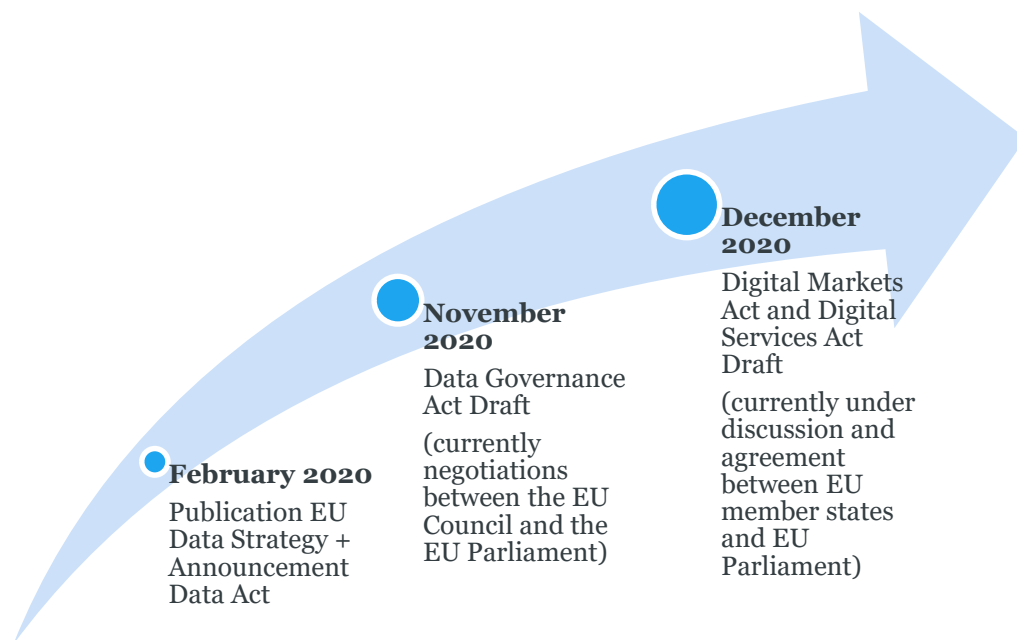 February 2020
Publication EU
Data Strategy +
Announcement
Data Act
November
2020
Data Governance
Act Draft
(currently
negotiations
between the EU
Council and the
EU Parliament)
December
2020
Digital Markets
Act and Digital
Services Act
Draft
(currently under
discussion and
agreement
between EU
member states
and EU
Parliament)